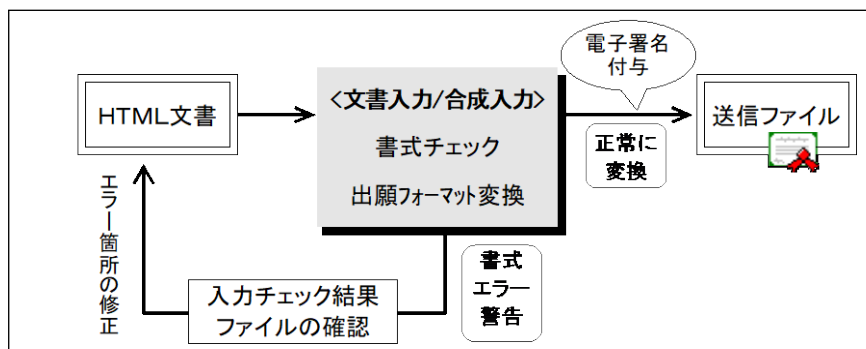 電子署名
付与
HTML文書
<文書入力/合成入力>
書式チェック
出願フォーマット変換
正常に
変換
送信ファイル
エラー箇所の修正
入力チェック結果
ファイルの確認
書式
エラー
警告